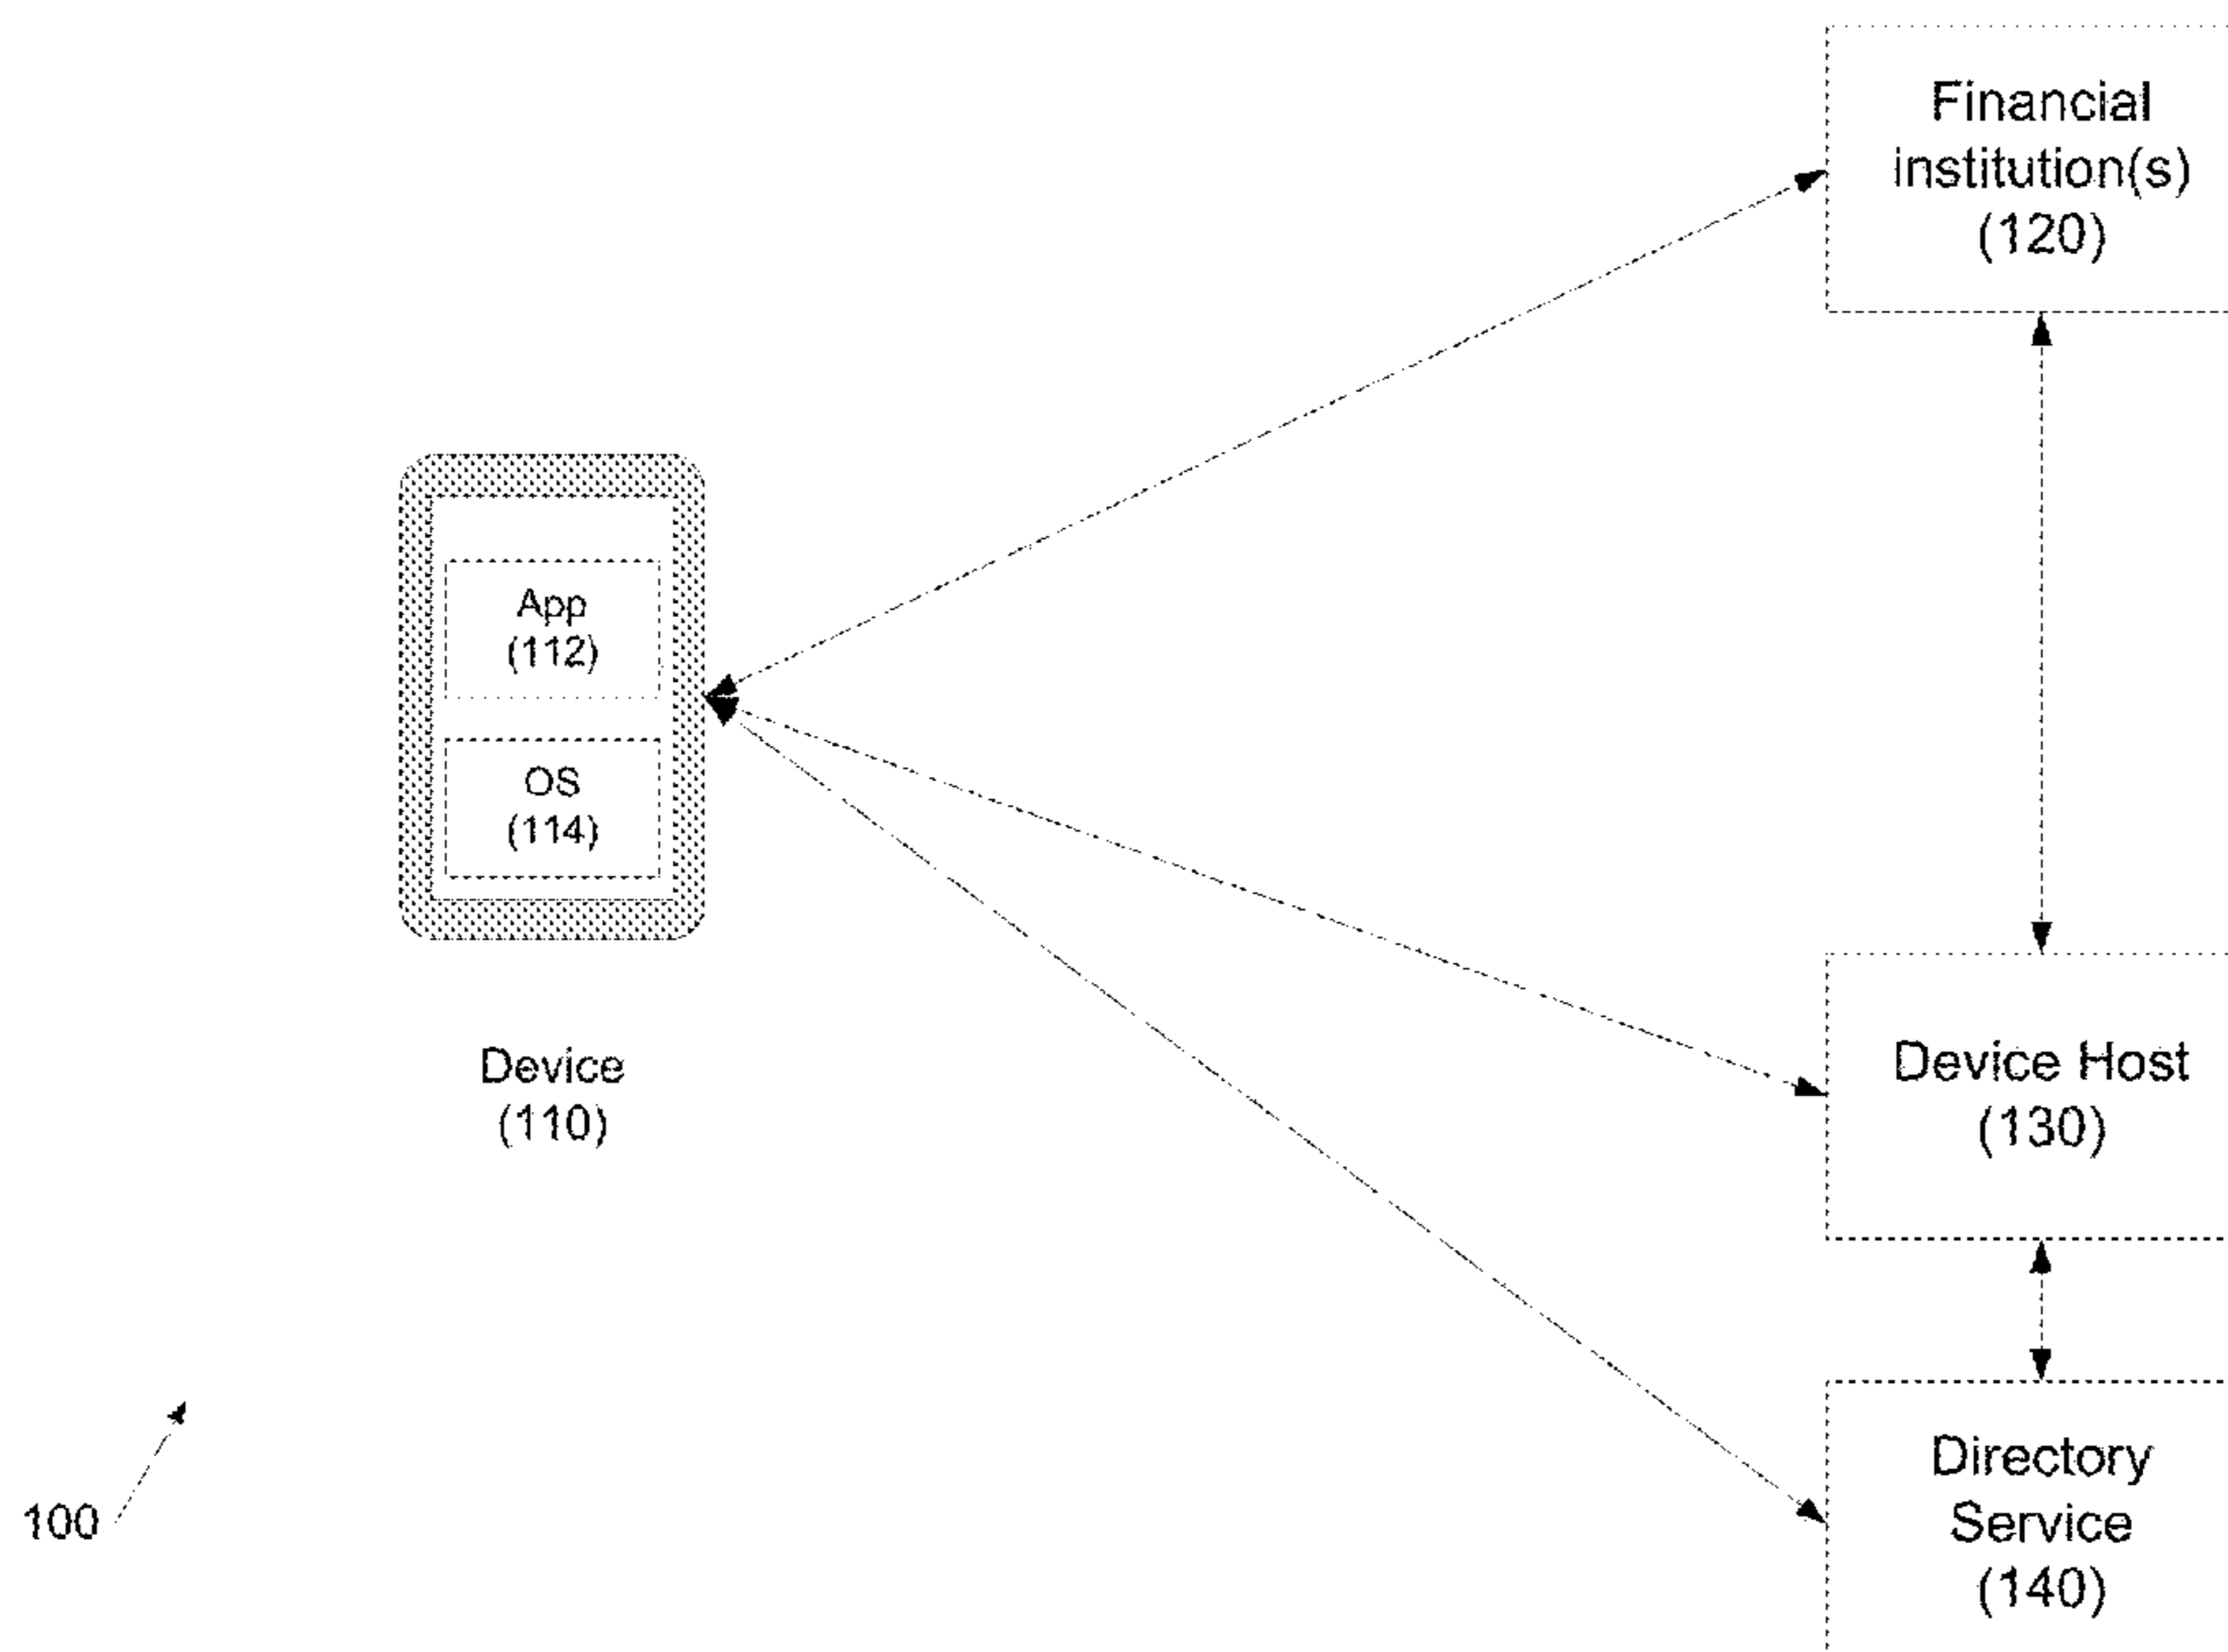 Financial
institution(s)
(120)
App
(112)
OS
(114)
Device
(110)
Device Host
(130)
Directory
Service
(140)
100